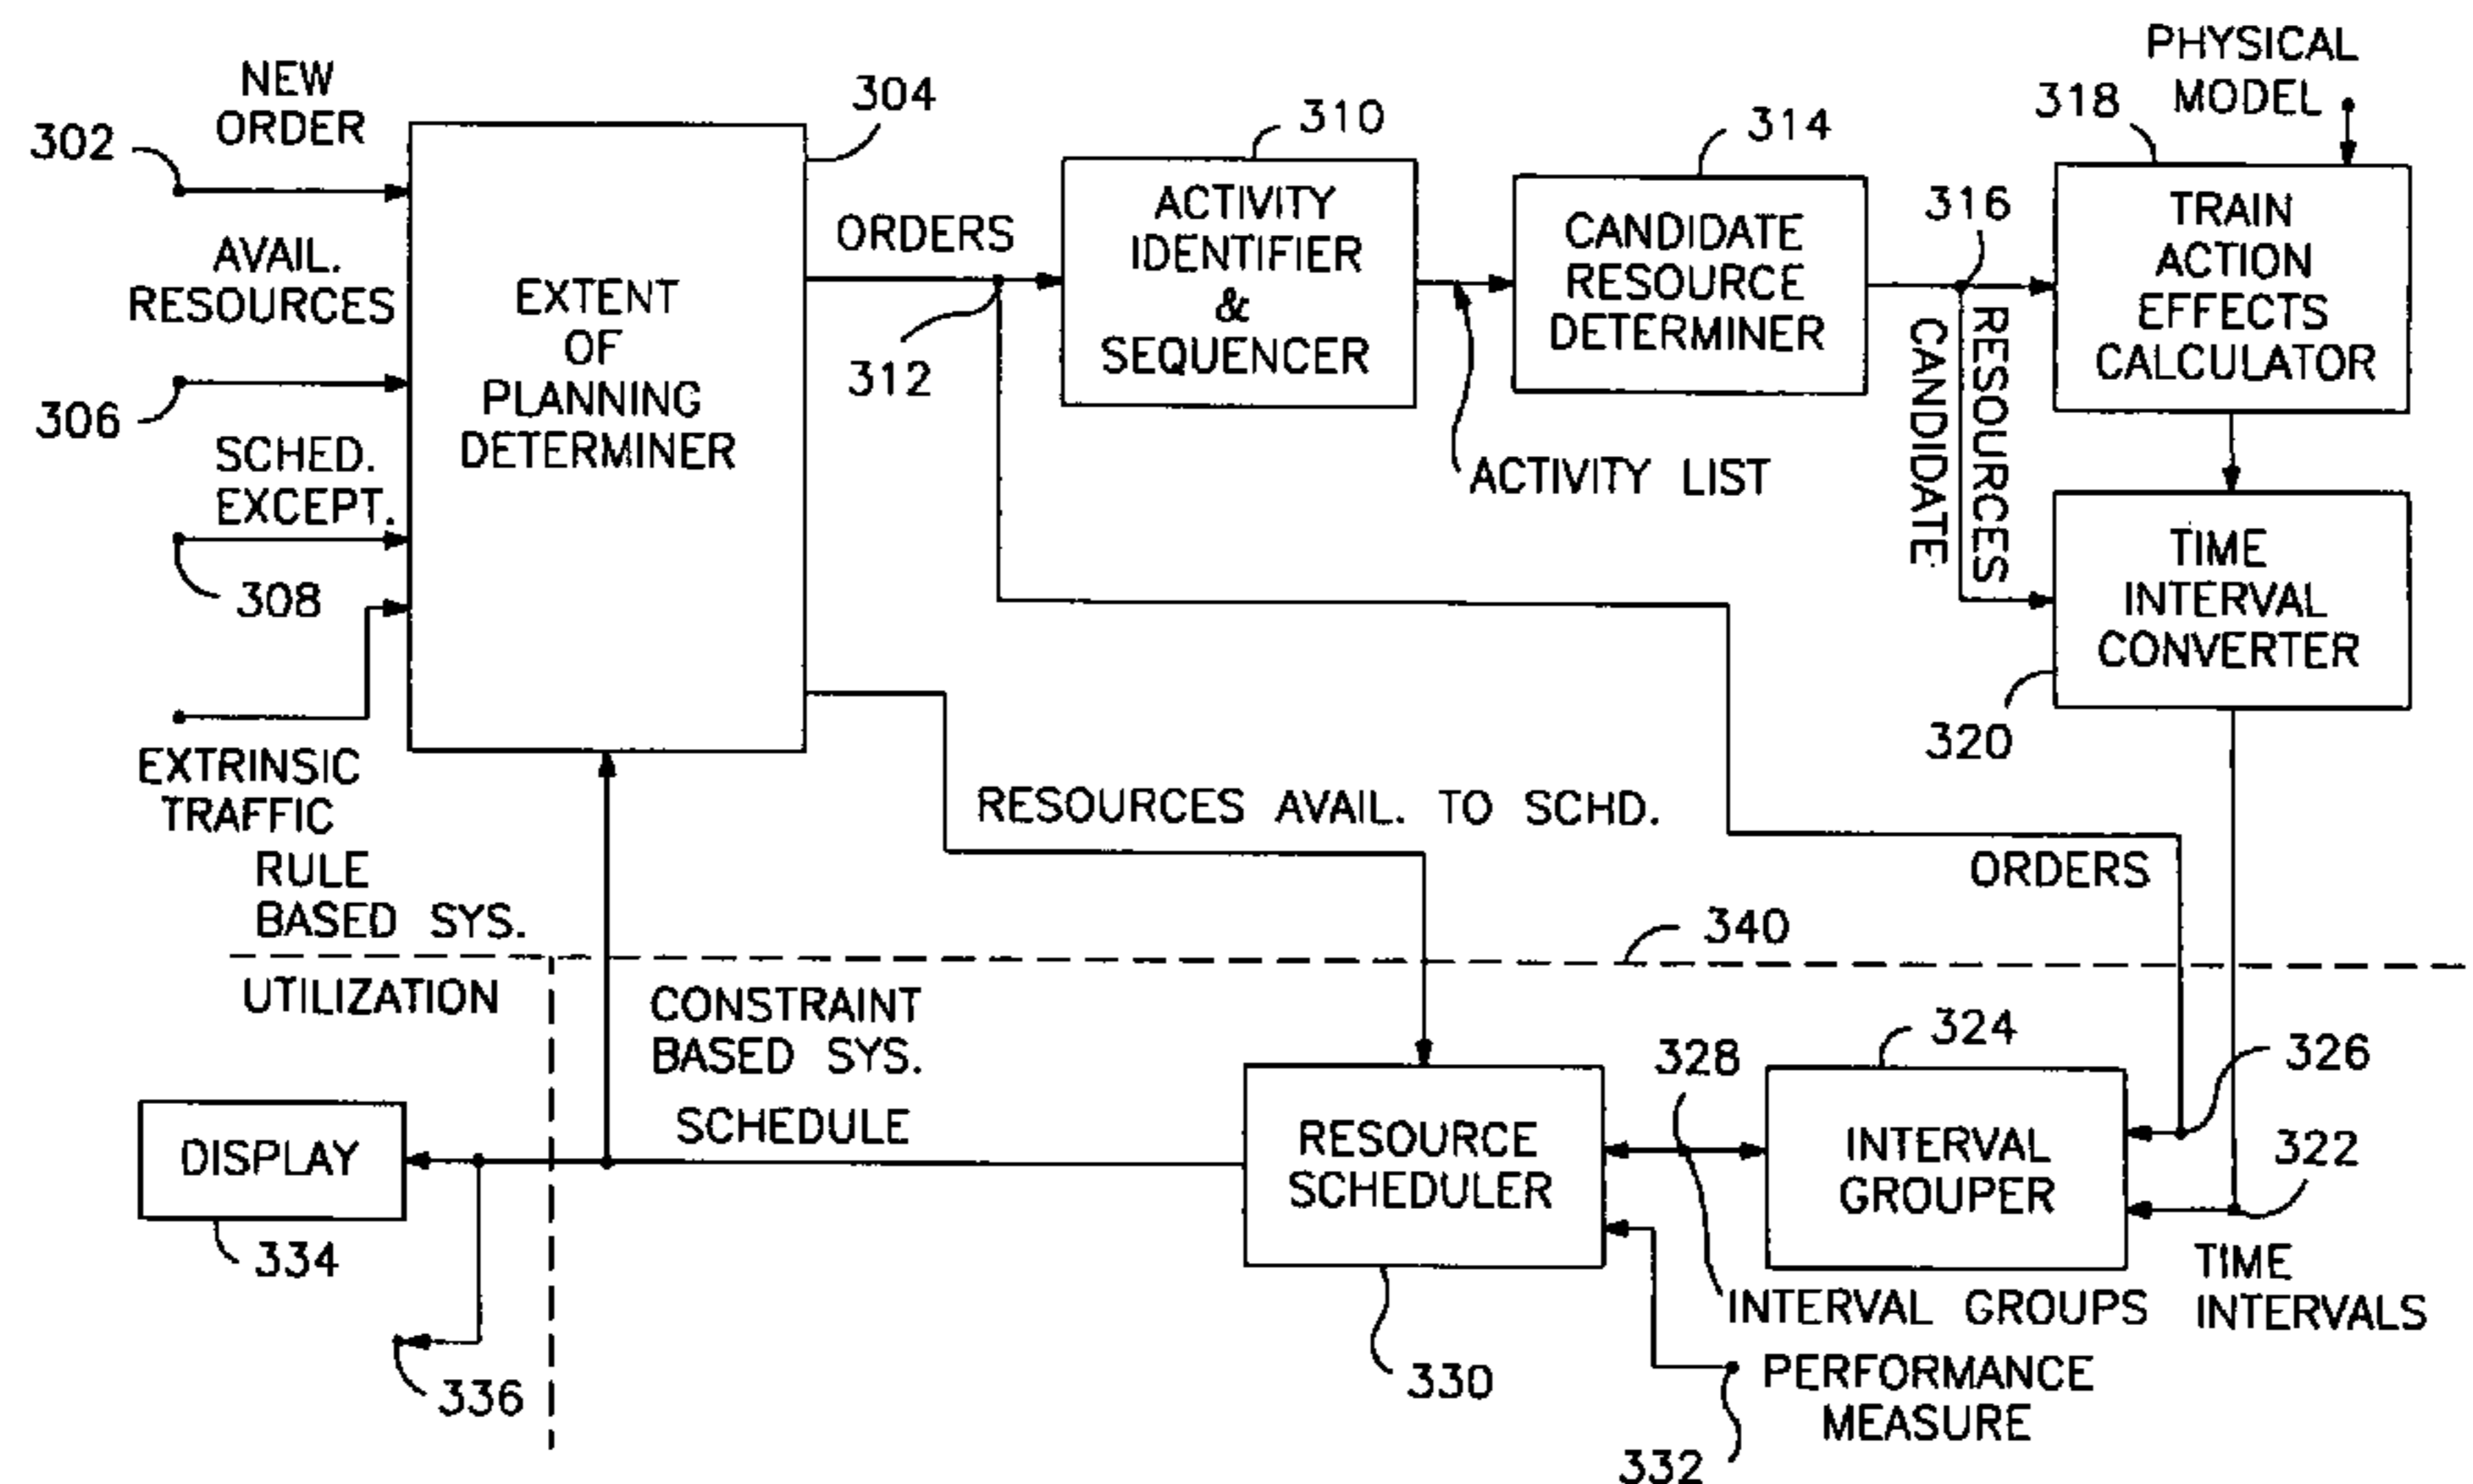 PHYSICAL
MODEL
NEW
ORDER
302
304
310
314
318
316
AVAIL.
RESOURCES
306
SCHED.
EXCEPT.
308
EXTRINSIC
TRAFFIC
EXTENT
OF
PLANNING
DETERMINER
ORDERS
312
ACTIVITY
IDENTIFIER
&
SEQUENCER
ACTIVITY LIST
CANDIDATE
RESOURCE
DETERMINER
CANDIDATE
RESOURCES
TRAIN
ACTION
EFFECTS
CALCULATOR
TIME
INTERVAL
CONVERTER
320
RESOURCES AVAIL. TO SCHD.
ORDERS
RULE
BASED SYS.
340
UTILIZATION
CONSTRAINT
BASED SYS.
SCHEDULE
DISPLAY
334
336
RESOURCE
SCHEDULER
330
328
324
INTERVAL
GROUPER
326
322
TIME
INTERVALS
INTERVAL GROUPS
PERFORMANCE
MEASURE
332